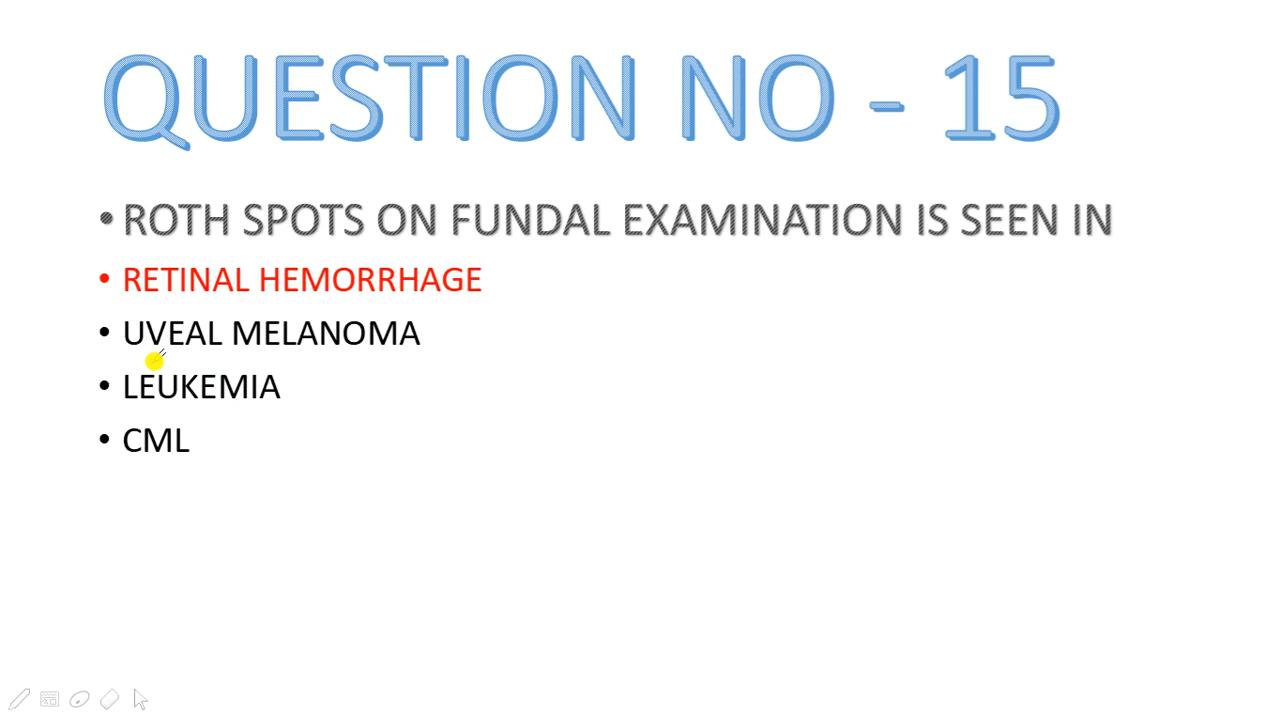 QUESTION NO - 15
• ROTH SPOTS ON FUNDAL EXAMINATION IS SEEN IN
• RETINAL HEMORRHAGE
• UVEAL MELANOMA
• LEUKEMIA
• CML